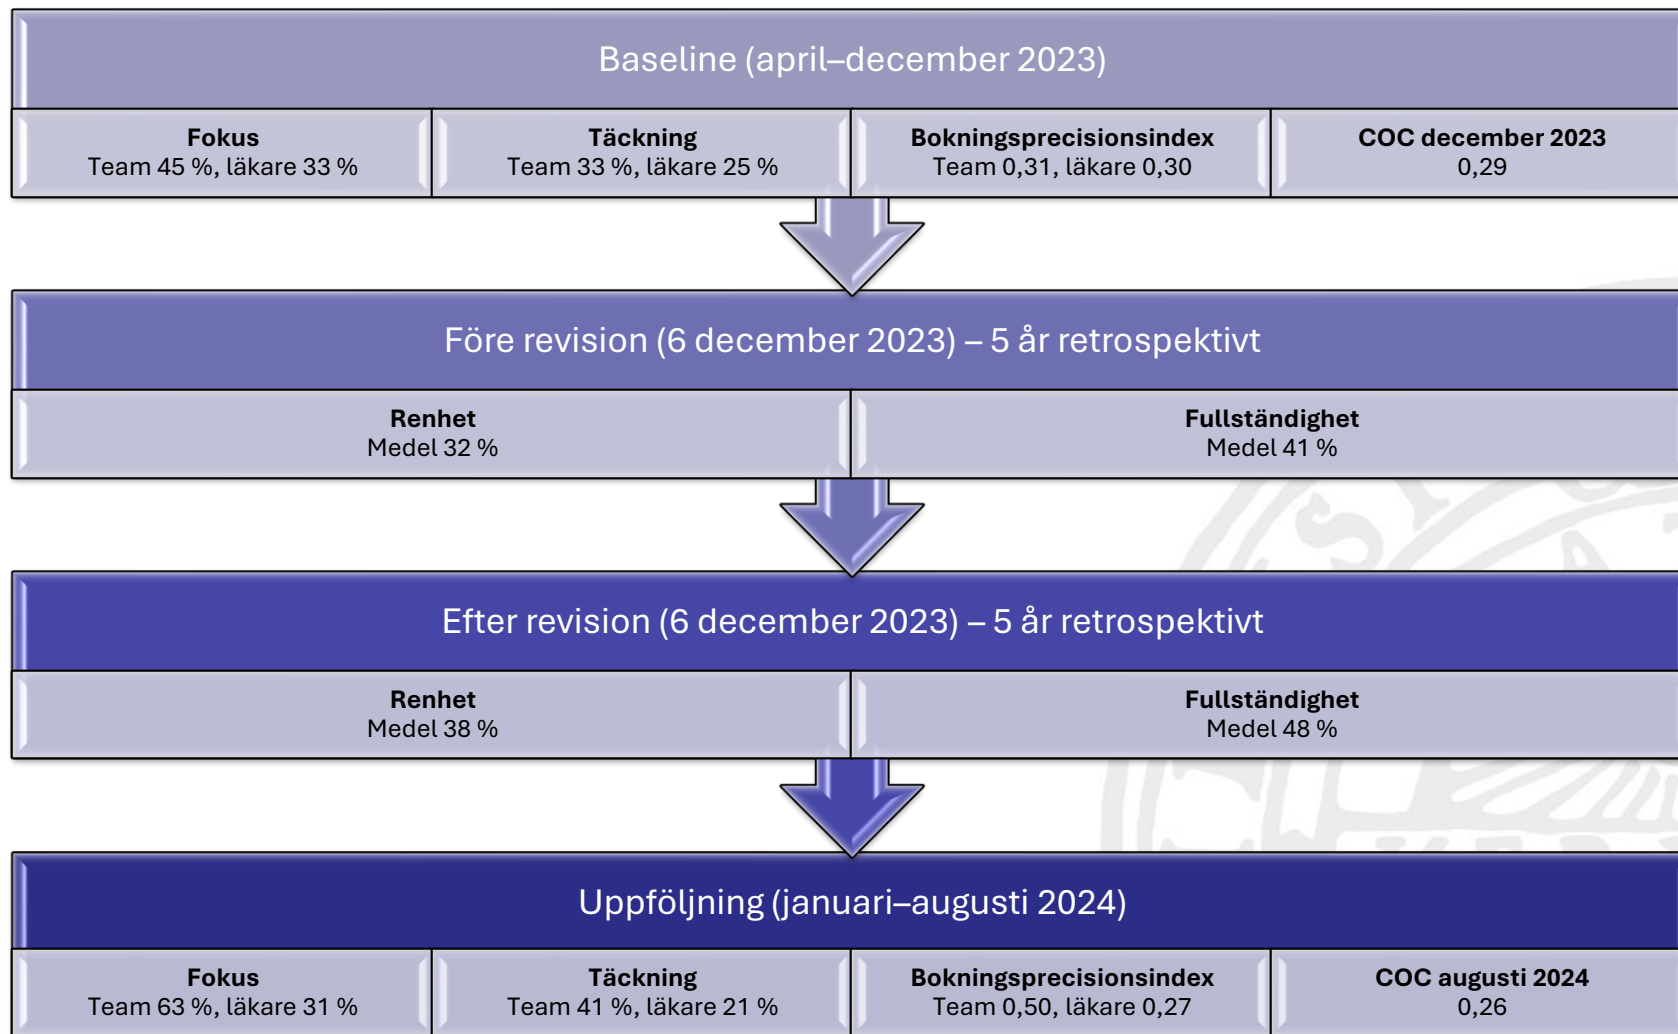 Baseline (april–december 2023)
Fokus
Team 45 %, läkare 33 %
Täckning
Team 33 %, läkare 25 %
Bokningsprecisionsindex
Team 0,31, läkare 0,30
COC december 2023
0,29
Före revision (6 december 2023) – 5 år retrospektivt
Renhet
Medel 32 %
Fullständighet
Medel 41 %
Efter revision (6 december 2023) – 5 år retrospektivt
Renhet
Medel 38 %
Fullständighet
Medel 48 %
Uppföljning (januari–augusti 2024)
Fokus
Team 63 %, läkare 31 %
Täckning
Team 41 %, läkare 21 %
Bokningsprecisionsindex
Team 0,50, läkare 0,27
COC augusti 2024
0,26